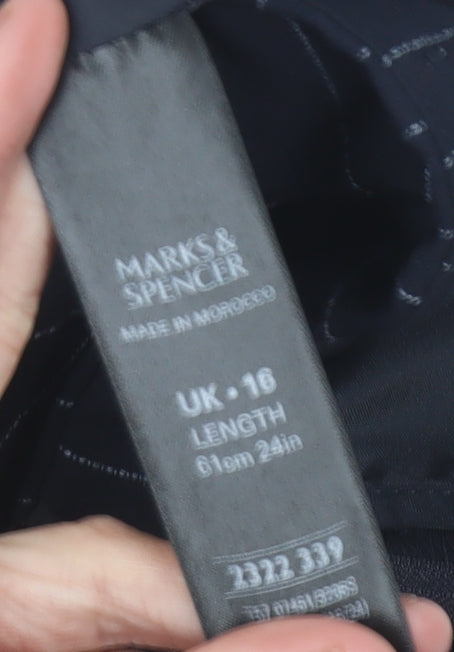 MARKS &
SPENCER
MADE IN MOROCCO
UK • 16
LENGTH
61cm 24in
2322 339